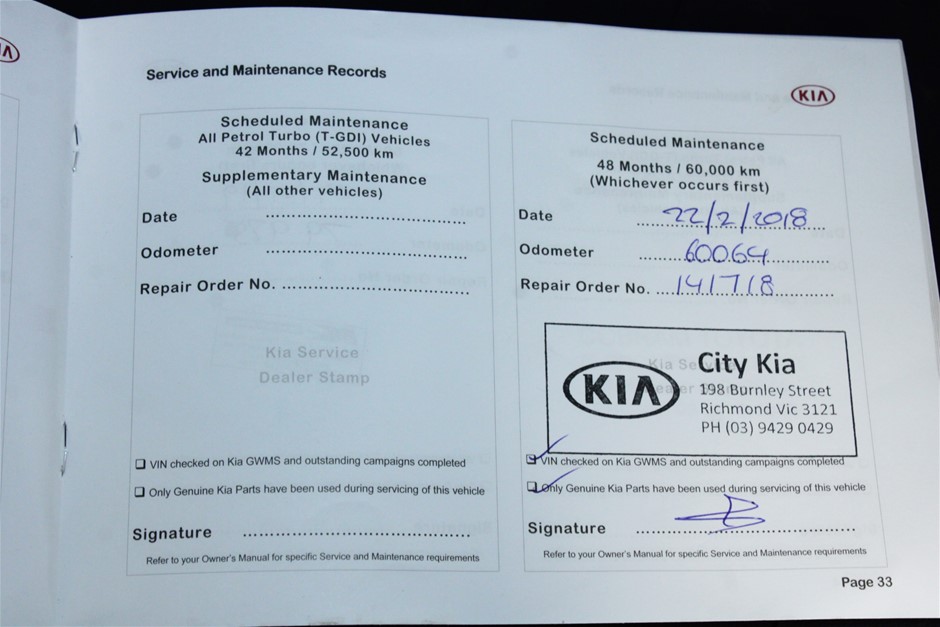 Service and Maintenance Records
KIA
Scheduled Maintenance
All Petrol Turbo (T-GDI) Vehicles
42 Months / 52,500 km
Supplementary Maintenance
(All other vehicles)
Date ........................................
Odometer ........................................
Repair Order No. ......................................
Kia Service
Dealer Stamp
VIN checked on Kia GWMS and outstanding campaigns completed
Only Genuine Kia Parts have been used during servicing of this vehicle
Signature .............................................
Refer to your Owner's Manual for specific Service and Maintenance requirements
Scheduled Maintenance
48 Months / 60,000 km
(Whichever occurs first)
Date 22/2/2018
Odometer 60064
Repair Order No. 141718
KIA
City Kia
198 Burnley Street
Richmond Vic 3121
PH (03) 9429 0429
VIN checked on Kia GWMS and outstanding campaigns completed
Only Genuine Kia Parts have been used during servicing of this vehicle
Signature
Refer to your Owner's Manual for specific Service and Maintenance requirements
Page 33